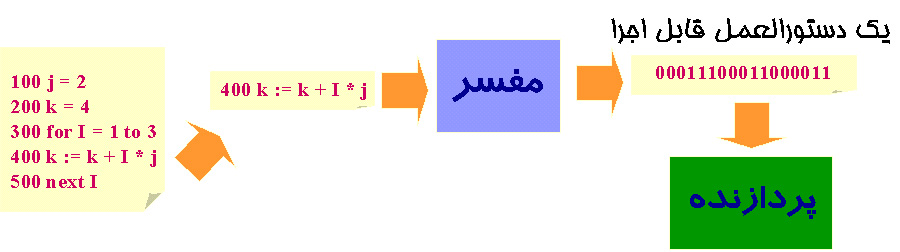 100 j = 2
200 k = 4
300 for I = 1 to 3
400 k := k + I * j
500 next I
400 k := k + I * j
مفسر
یک دستورالعمل قابل اجرا
00011100011000011
پردازنده